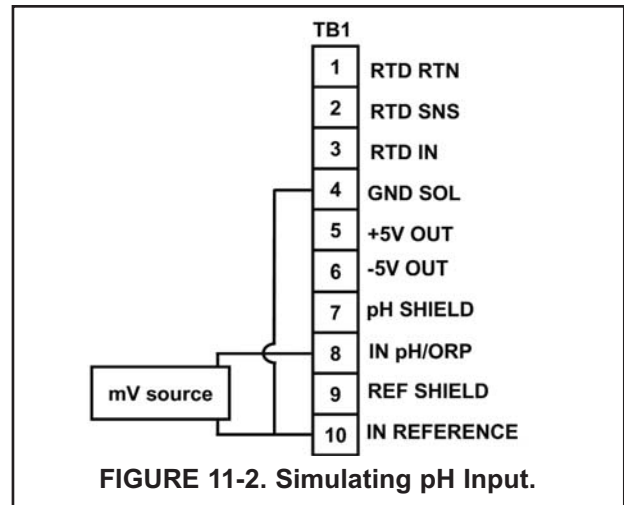 TB1
1 RTD RTN
2 RTD SNS
3 RTD IN
4 GND SOL
5 +5V OUT
6 -5V OUT
7 pH SHIELD
8 IN pH/ORP
mV source
9 REF SHIELD
10 IN REFERENCE
FIGURE 11-2. Simulating pH Input.